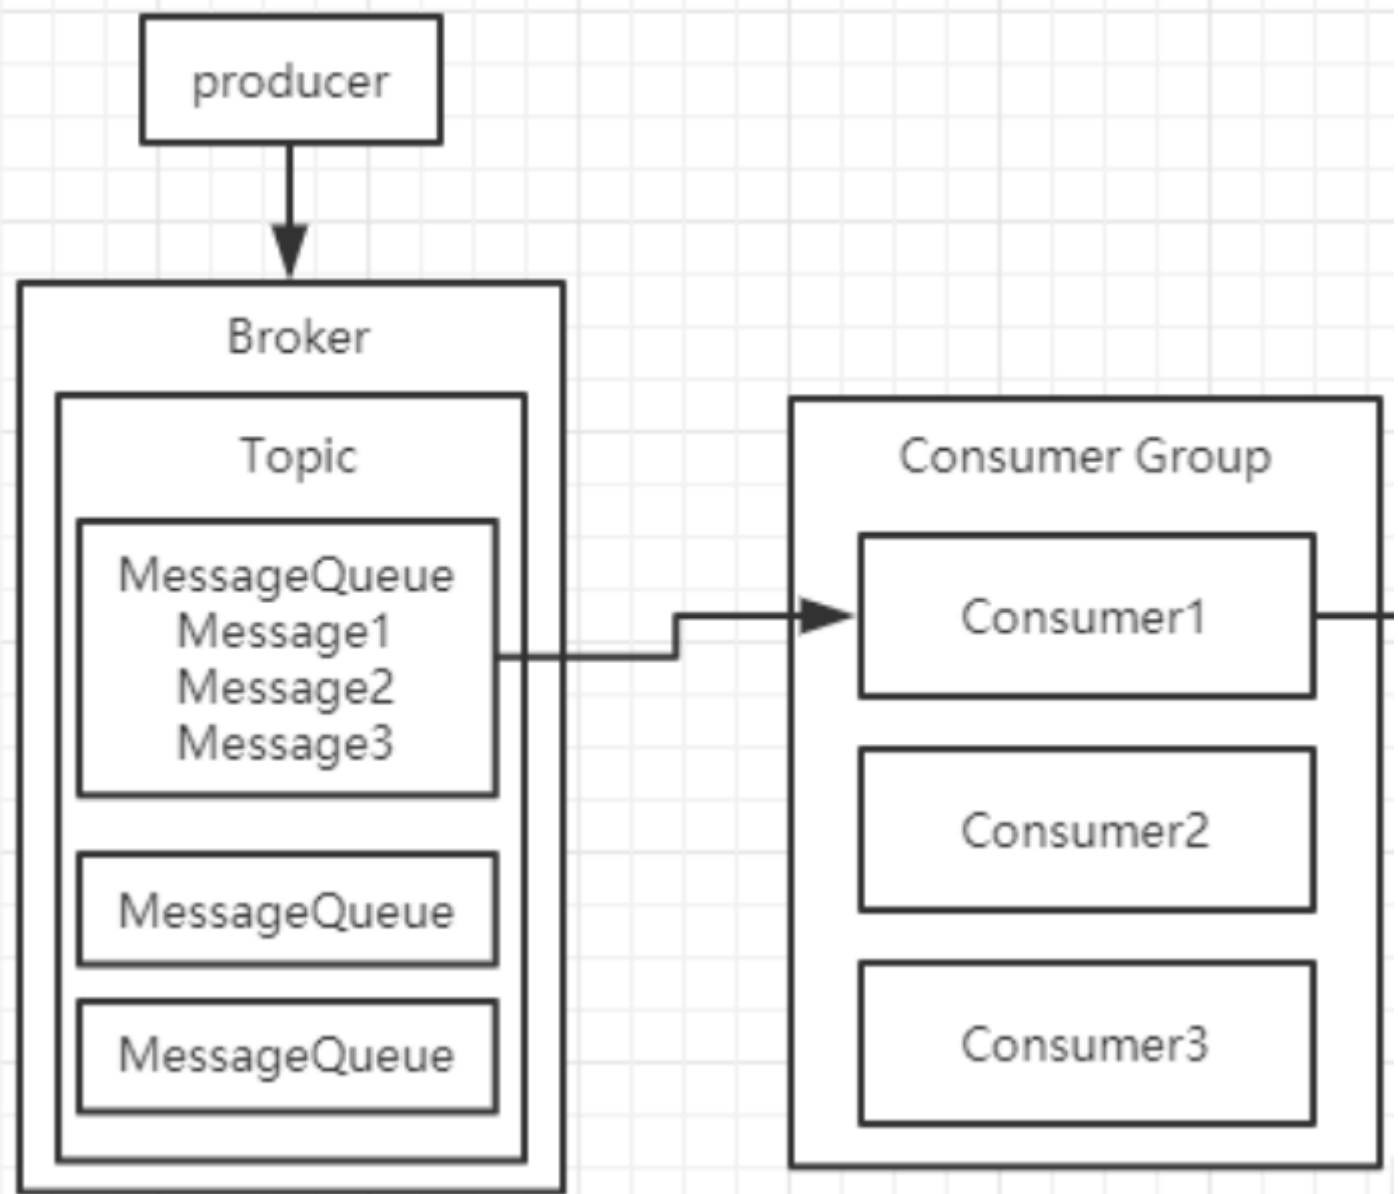 producer
Broker
Topic
MessageQueue
Message1
Message2
Message3
MessageQueue
MessageQueue
Consumer Group
Consumer1
Consumer2
Consumer3